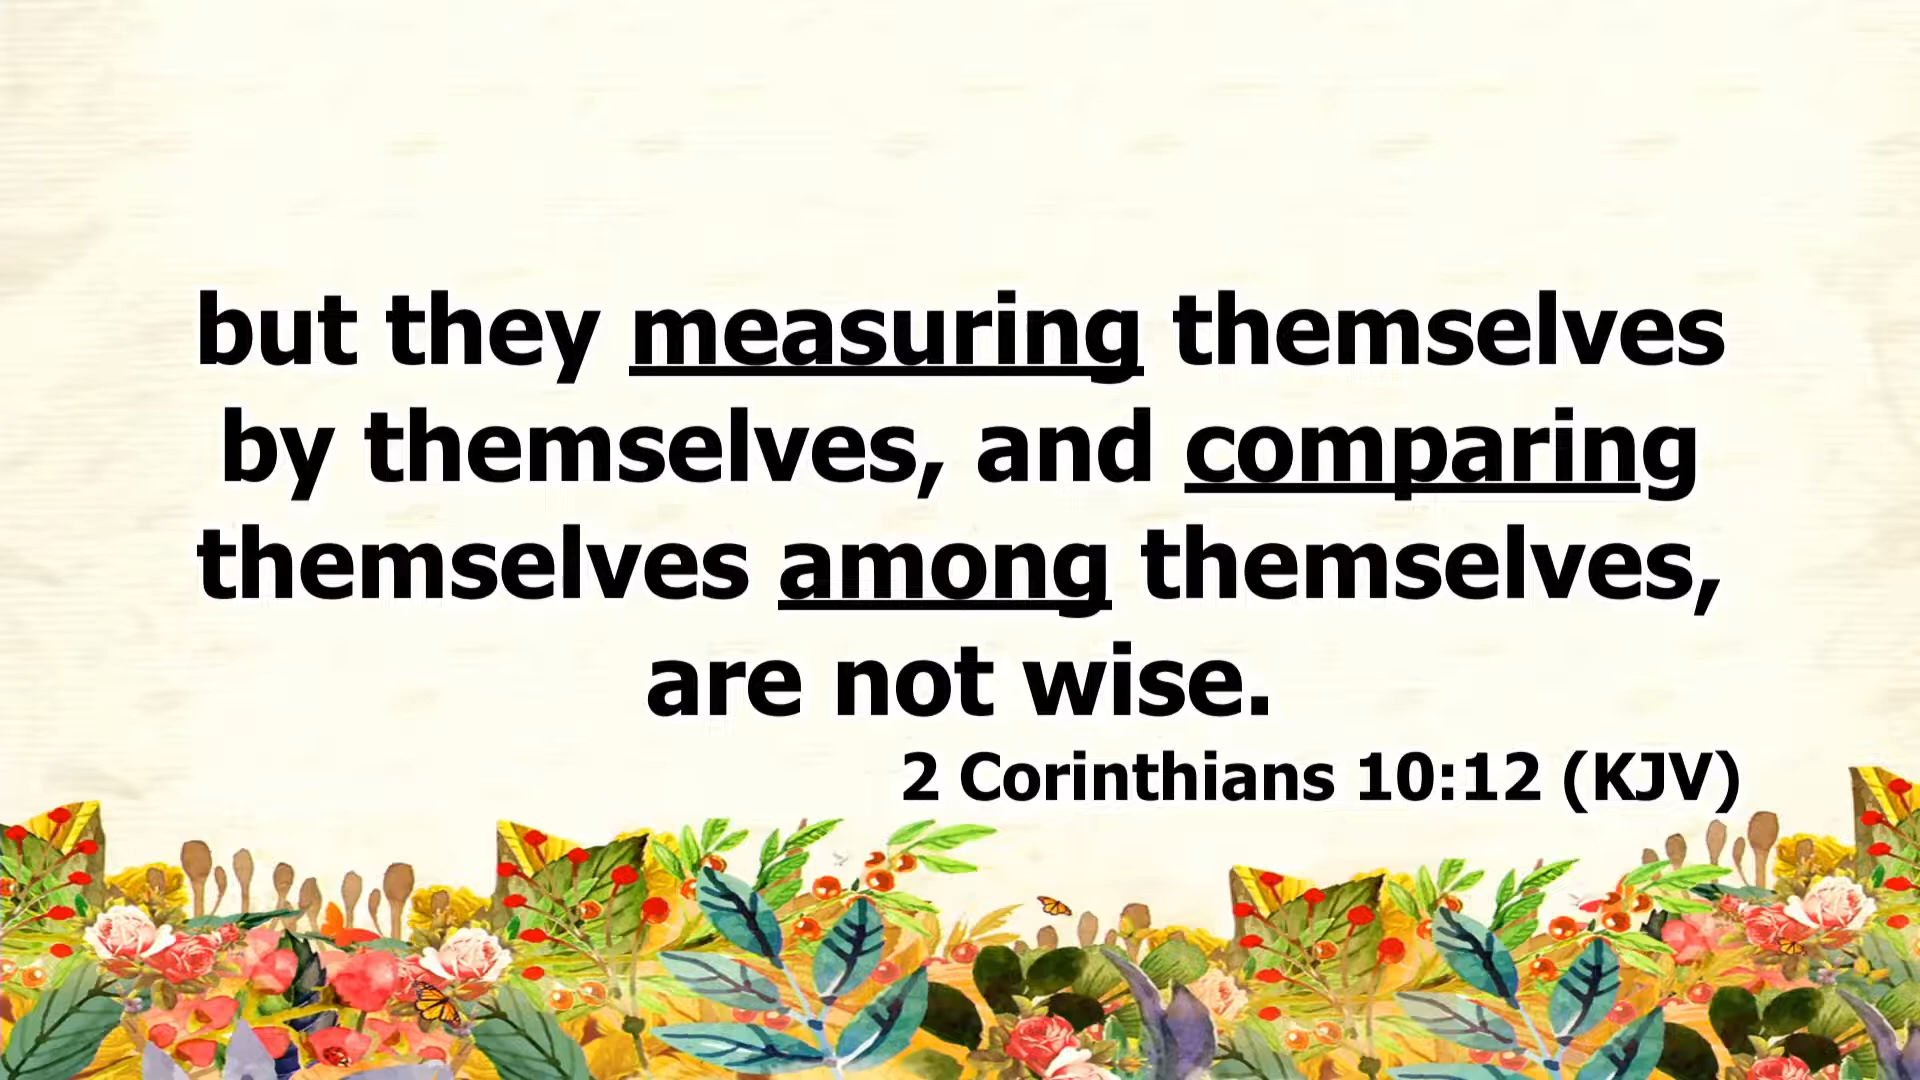 but they measuring themselves
by themselves, and comparing
themselves among themselves,
are not wise.
2 Corinthians 10:12 (KJV)